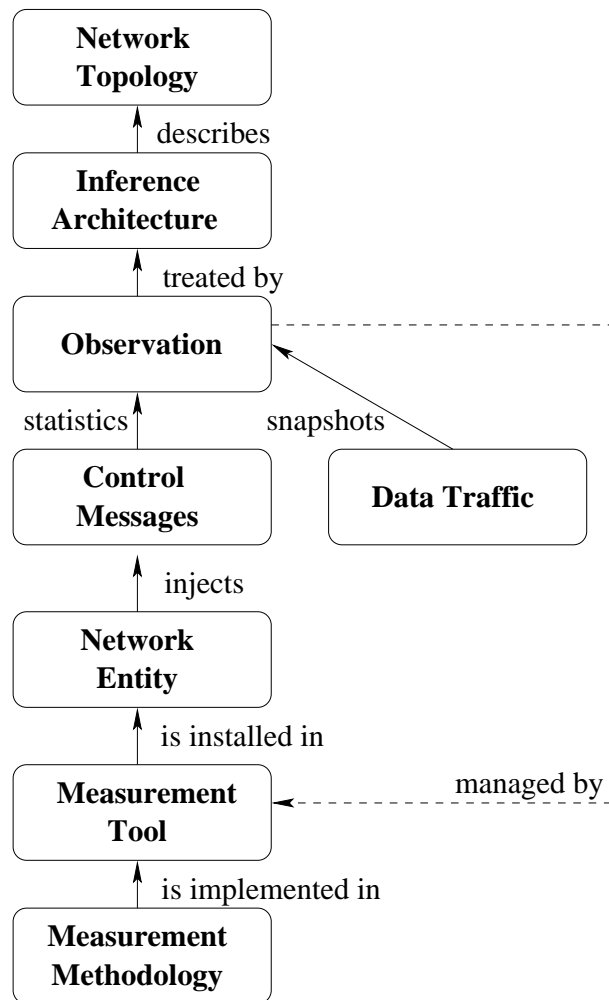 Network
Topology
describes
Inference
Architecture
treated by
Observation
statistics
snapshots
Control
Messages
Data Traffic
injects
Network
Entity
is installed in
Measurement
Tool
managed by
is implemented in
Measurement
Methodology